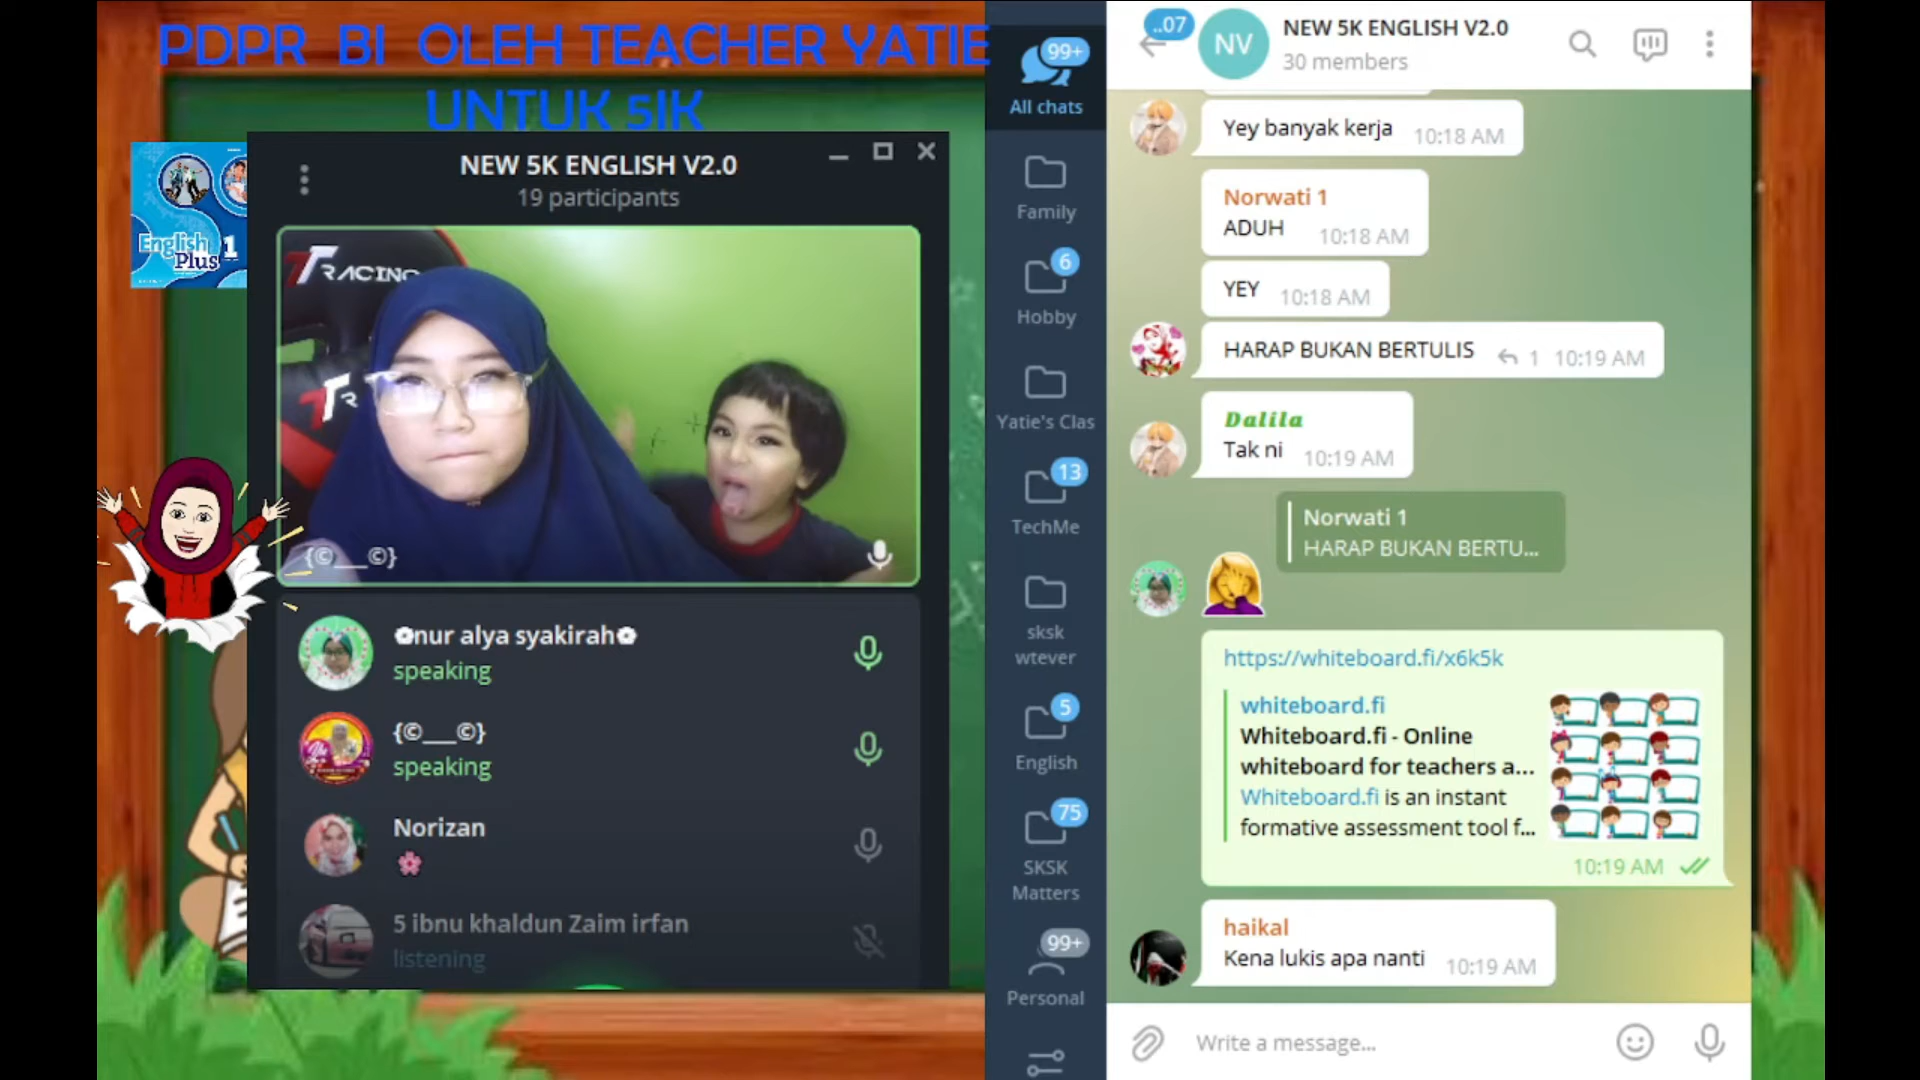 PDPR BI OLEH TEACHER YATIE
UNTUK 5IK
English
Plus 1
NEW 5K ENGLISH V2.0
19 participants
RACING
{©___©}
✿nur alya syakirah✿
speaking
{©___©}
speaking
Norizan
🌸
5 ibnu khaldun Zaim irfan
listening
99+
All chats
Family
6
Hobby
Yatie's Clas
13
TechMe
sksk
wtever
5
English
75
SKSK
Matters
99+
Personal
..07
NV
NEW 5K ENGLISH V2.0
30 members
Yey banyak kerja 10:18 AM
Norwati 1
ADUH 10:18 AM
YEY 10:18 AM
HARAP BUKAN BERTULIS 1 10:19 AM
Dalila
Tak ni 10:19 AM
Norwati 1
HARAP BUKAN BERTU...
https://whiteboard.fi/x6k5k
whiteboard.fi
Whiteboard.fi - Online
whiteboard for teachers a...
Whiteboard.fi is an instant
formative assessment tool f...
10:19 AM
haikal
Kena lukis apa nanti 10:19 AM
Write a message...